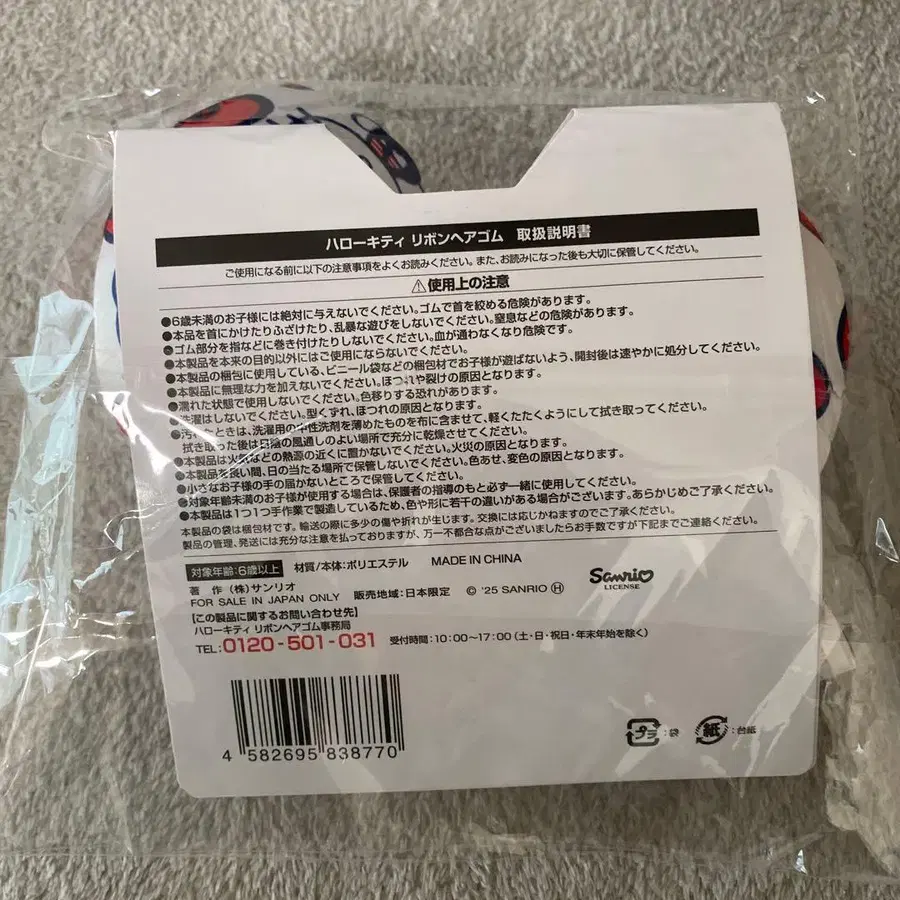 ハローキティ リボンヘアゴム 取扱説明書
ご使用になる前に以下の注意事項をよくお読みください。また、お読みになった後も大切に保管してください。
⚠使用上の注意
●6歳未満のお子様には絶対に与えないでください。ゴムで首を絞める危険があります。
●本品を首にかけたりふざけたり、乱暴な遊びをしないでください。窒息などの危険があります。
●ゴム部分を指などに巻き付けたりしないでください。血が通わなくなり危険です。
●本製品を本来の目的以外にはご使用にならないでください。
●本製品の梱包に使用している、ビニール袋などの梱包材でお子様が遊ばないよう、開封後は速やかに処分してください。
●本製品に無理な力を加えないでください。ほつれや裂けの原因となります。
●濡れた状態で使用しないでください。色移りする恐れがあります。
●洗濯はしないでください。型くずれ、ほつれの原因となります。
●汚れたときは、洗濯用の中性洗剤を薄めたものを布に含ませて、軽くたたくようにして拭き取ってください。
拭き取った後は日陰の風通しのよい場所で充分に乾燥させてください。
●本製品は火気などの熱源の近くに置かないでください。火災の原因となります。
●本製品を長い間、日の当たる場所で保管しないでください。色あせ、変色の原因となります。
●小さなお子様の手の届かないところで保管してください。
●対象年齢未満のお子様が使用する場合は、保護者の指導のもと必ず一緒に使用してください。
●本製品は1つ1つ手作業で製造しているため、色や形に若干の違いがある場合がございます。あらかじめご了承ください。
本製品の袋は梱包材です。輸送の際に多少の傷や折れが生じます。交換には応じかねますのでご了承ください。
製品の管理、発送には充分な注意を払っておりますが、万一不都合な点がございましたらお手数ですが下記までご連絡ください。
対象年齢:6歳以上 材質/本体:ポリエステル MADE IN CHINA
著 作 (株)サンリオ
FOR SALE IN JAPAN ONLY 販売地域:日本限定 © '25 SANRIO Ⓗ
Sanrio
LICENSE
【この製品に関するお問い合わせ先】
ハローキティ リボンヘアゴム事務局
TEL:0120-501-031 受付時間:10:00~17:00(土・日・祝日・年末年始を除く)
4 582695 838770
プラ:袋 紙:台紙